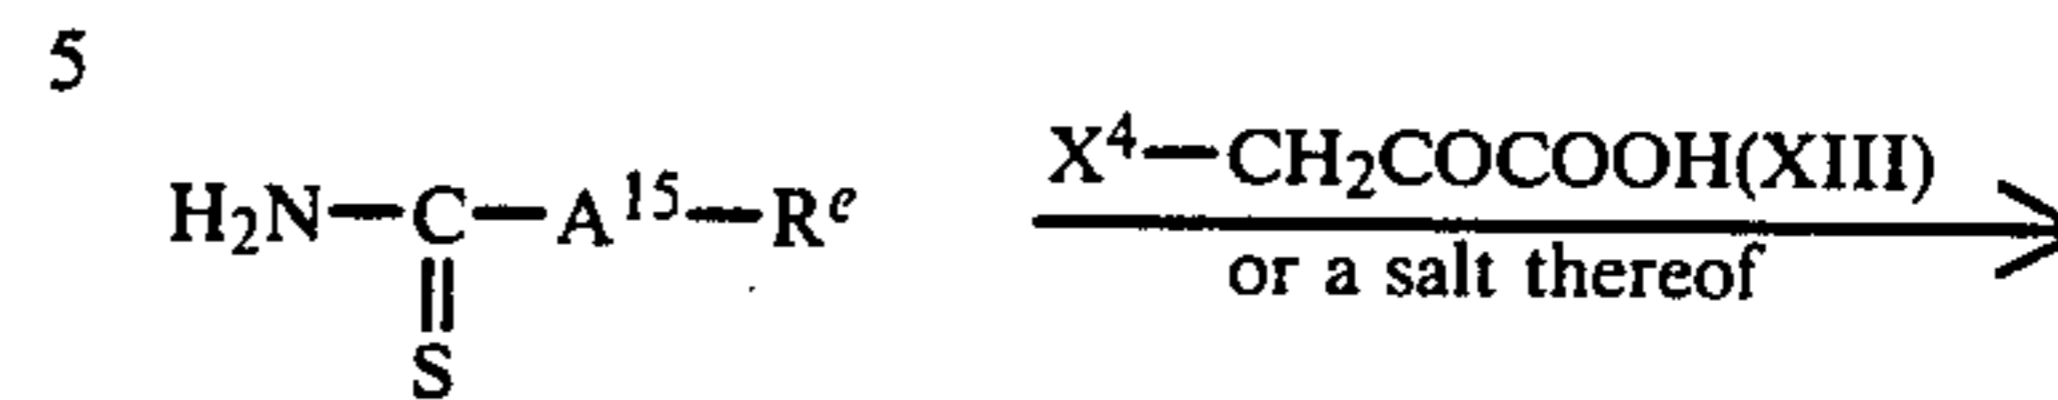 5
X⁴—CH₂COCOOH(XIII)
H₂N—C—A¹⁵—Rᵉ
or a salt thereof
S